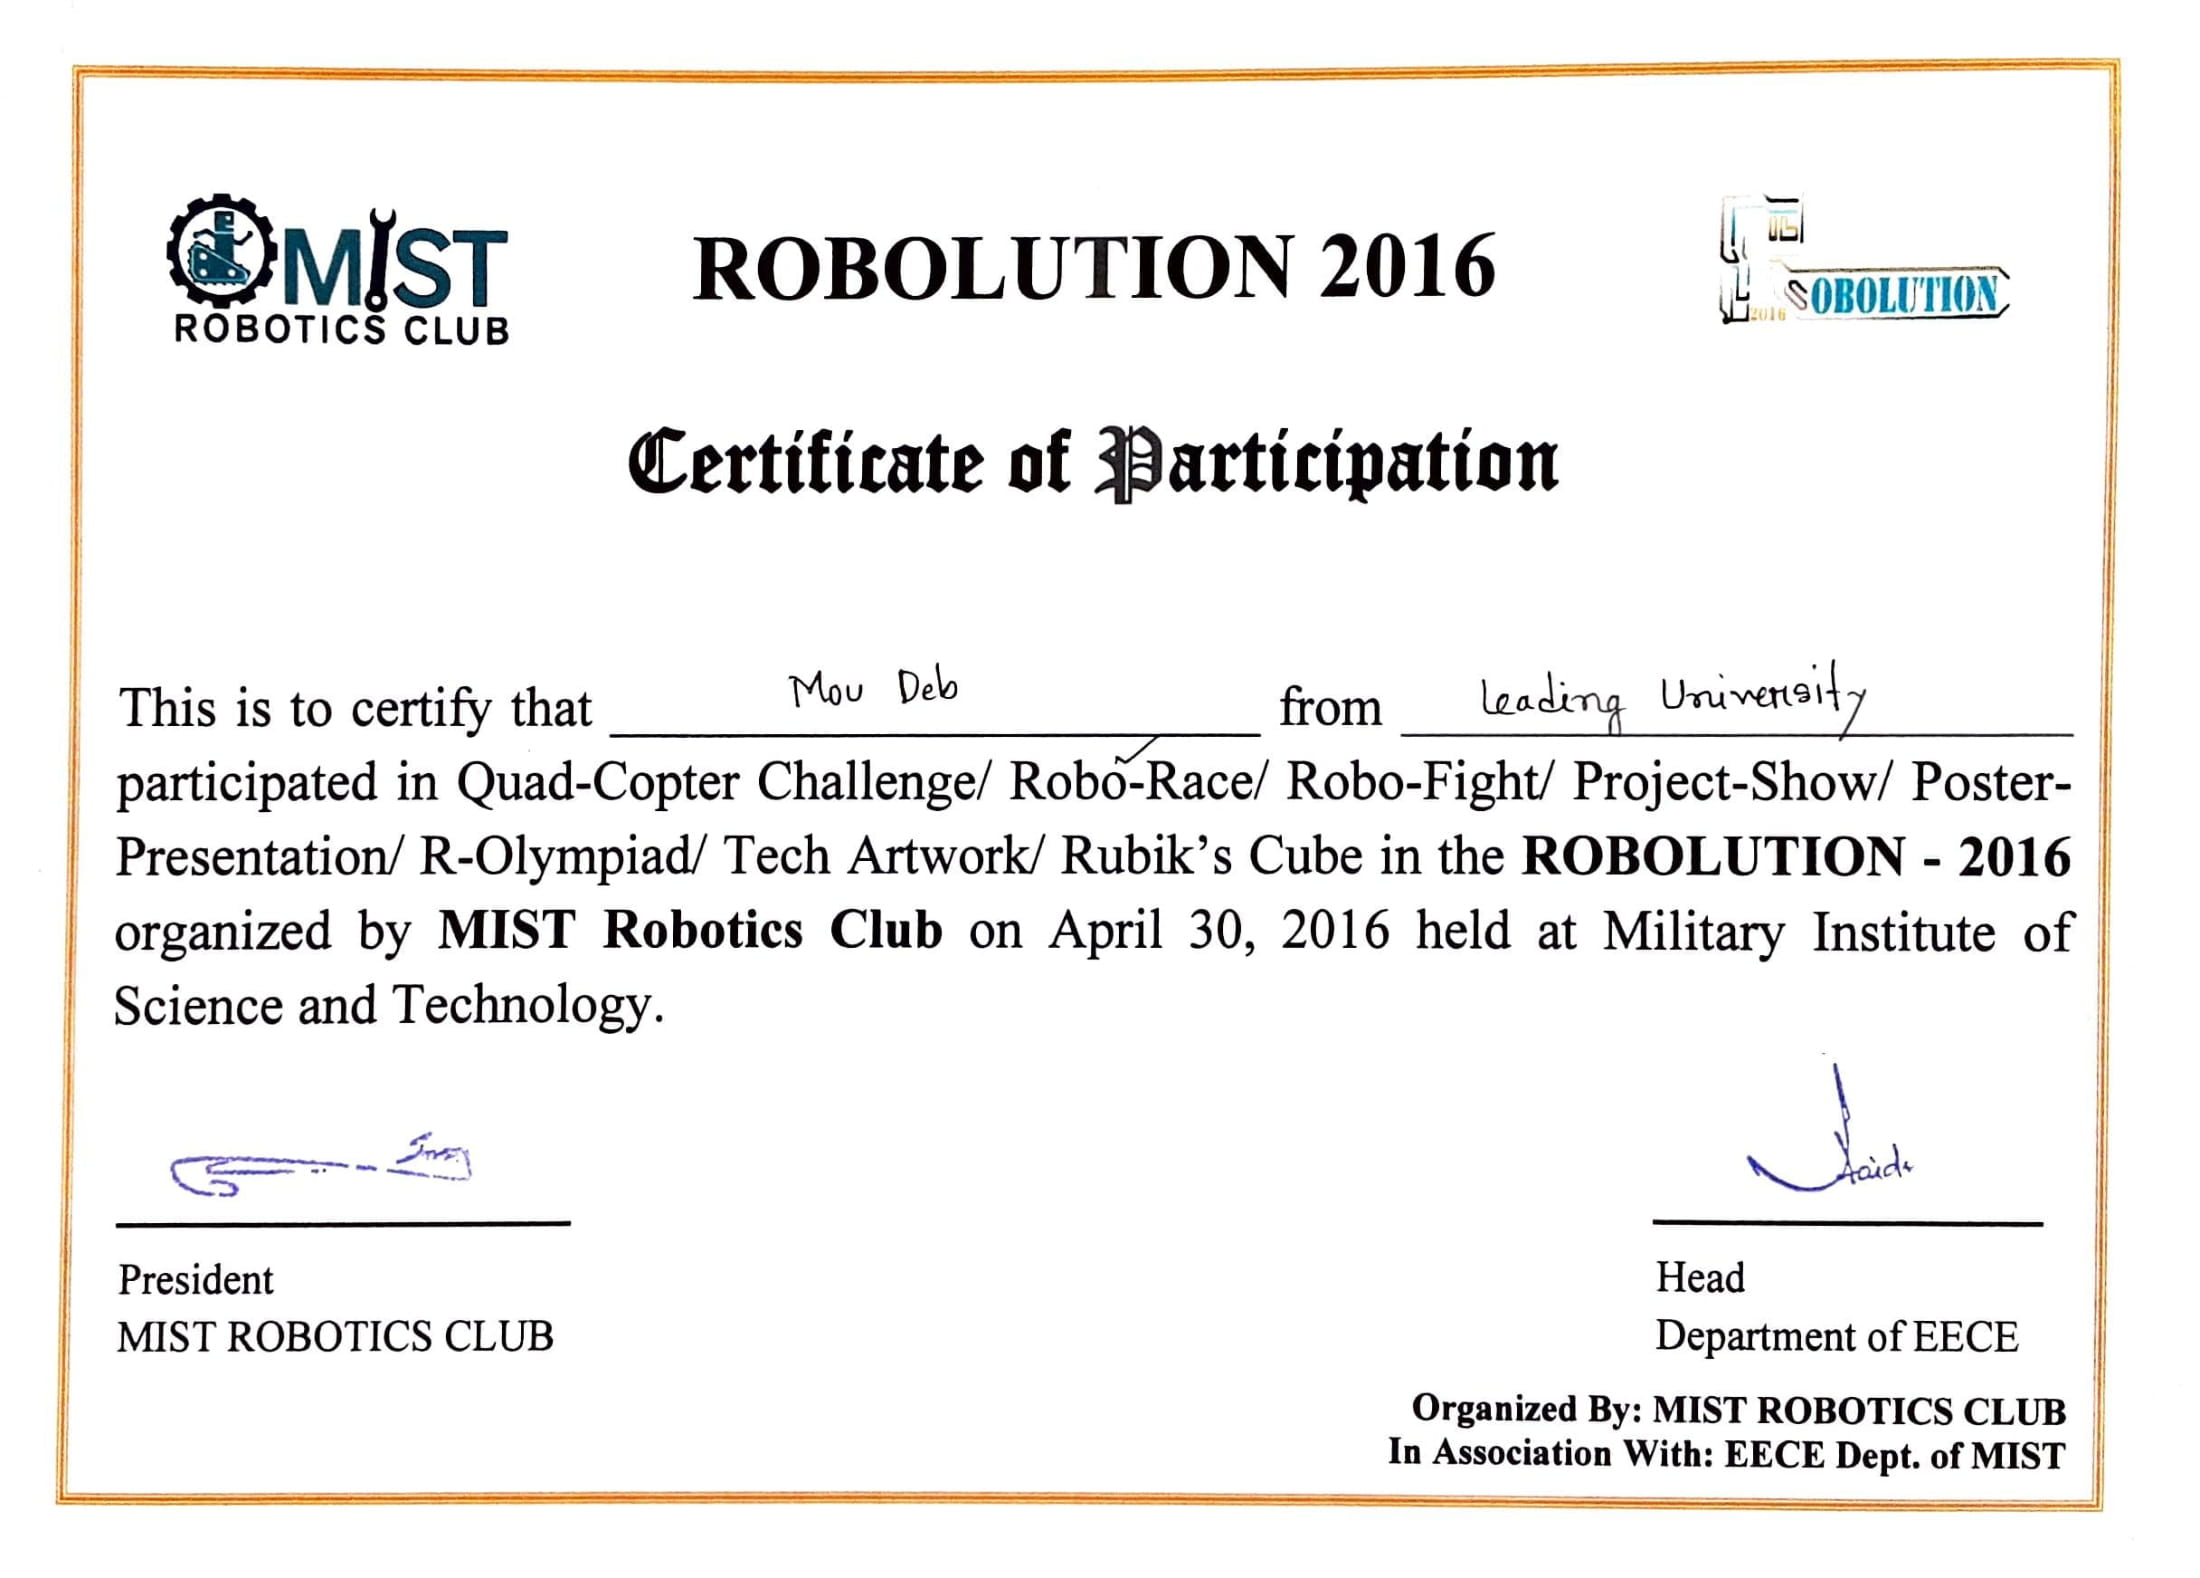 MIST
ROBOTICS CLUB
ROBOLUTION 2016
2016 ROBOLUTION
Certificate of Participation
This is to certify that Mou Deb from Leading University
participated in Quad-Copter Challenge/ Robo-Race/ Robo-Fight/ Project-Show/ Poster-
Presentation/ R-Olympiad/ Tech Artwork/ Rubik's Cube in the ROBOLUTION - 2016
organized by MIST Robotics Club on April 30, 2016 held at Military Institute of
Science and Technology.
President
MIST ROBOTICS CLUB
Head
Department of EECE
Organized By: MIST ROBOTICS CLUB
In Association With: EECE Dept. of MIST